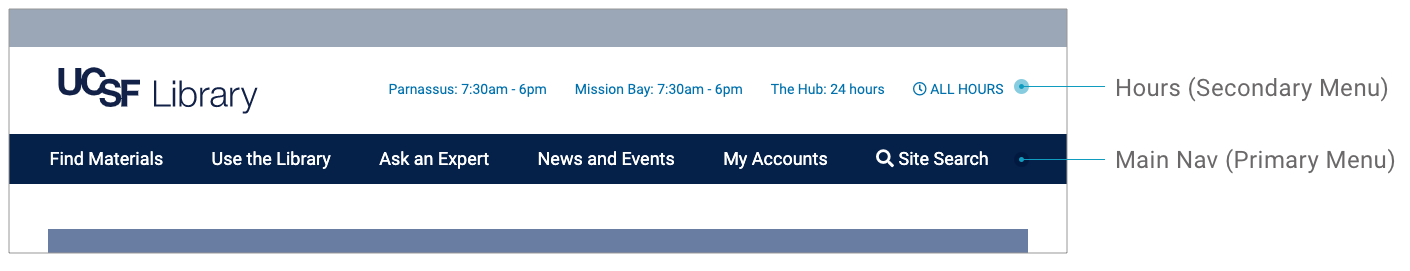 UCSF Library
Parnassus: 7:30am - 6pm Mission Bay: 7:30am - 6pm The Hub: 24 hours ALL HOURS
Hours (Secondary Menu)
Find Materials Use the Library Ask an Expert News and Events My Accounts Site Search
Main Nav (Primary Menu)